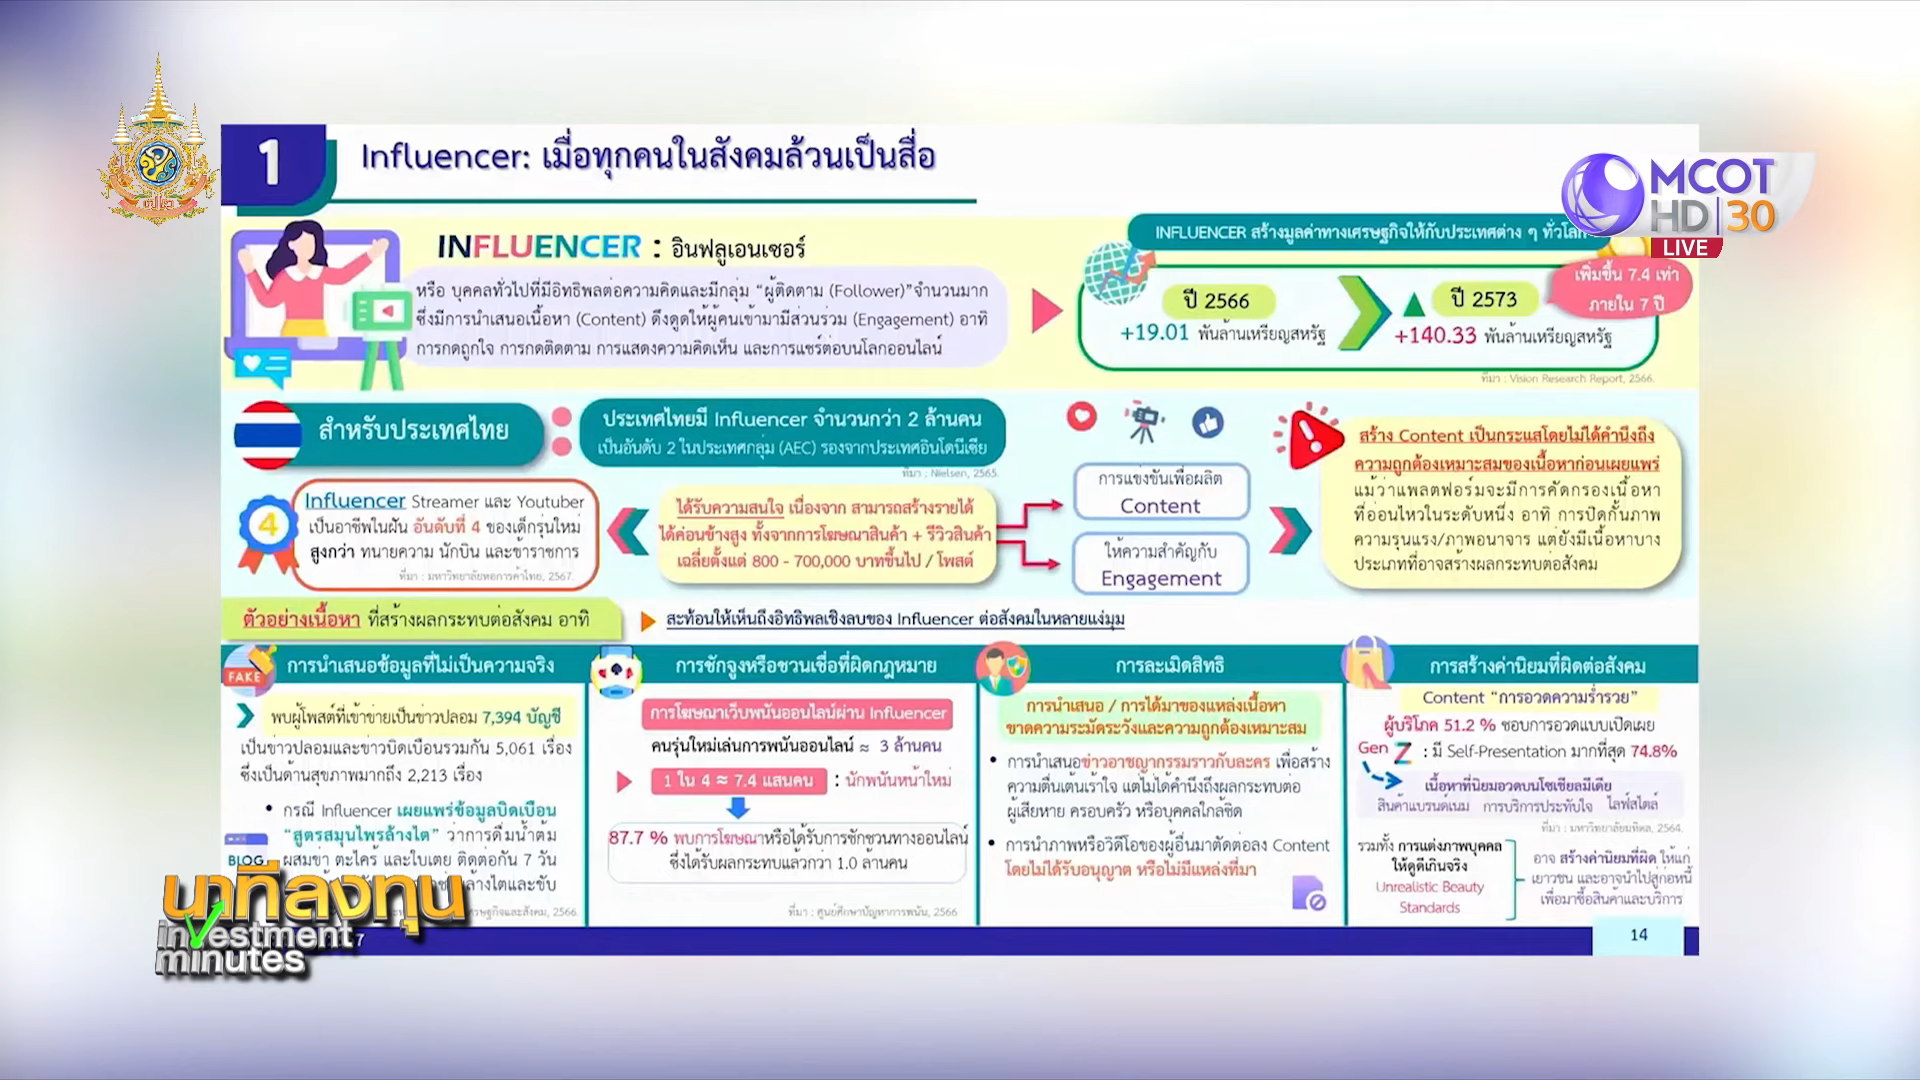 MCOT
HD 30
LIVE
1
Influencer: เมื่อทุกคนในสังคมล้วนเป็นสื่อ
INFLUENCER : อินฟลูเอนเซอร์
หรือ บุคคลทั่วไปที่มีอิทธิพลต่อความคิดและมีกลุ่ม “ผู้ติดตาม (Follower)”จำนวนมาก
ซึ่งมีการนำเสนอเนื้อหา (Content) ดึงดูดให้ผู้คนเข้ามามีส่วนร่วม (Engagement) อาทิ
การกดถูกใจ การกดติดตาม การแสดงความคิดเห็น และการแชร์ต่อบนโลกออนไลน์
INFLUENCER สร้างมูลค่าทางเศรษฐกิจให้กับประเทศต่าง ๆ ทั่วโลก
ปี 2566
+19.01 พันล้านเหรียญสหรัฐ
ปี 2573
+140.33 พันล้านเหรียญสหรัฐ
เพิ่มขึ้น 7.4 เท่า
ภายใน 7 ปี
ที่มา : Vision Research Report, 2566.
สำหรับประเทศไทย
ประเทศไทยมี Influencer จำนวนกว่า 2 ล้านคน
เป็นอันดับ 2 ในประเทศกลุ่ม (AEC) รองจากประเทศอินโดนีเซีย
ที่มา : Nielsen, 2565.
4
Influencer Streamer และ Youtuber
เป็นอาชีพในฝัน อันดับที่ 4 ของเด็กรุ่นใหม่
สูงกว่า ทนายความ นักบิน และข้าราชการ
ที่มา : มหาวิทยาลัยหอการค้าไทย, 2567.
ได้รับความสนใจ เนื่องจาก สามารถสร้างรายได้
ได้ค่อนข้างสูง ทั้งจากการโฆษณาสินค้า + รีวิวสินค้า
เฉลี่ยตั้งแต่ 800 - 700,000 บาทขึ้นไป / โพสต์
การแข่งขันเพื่อผลิต
Content
ให้ความสำคัญกับ
Engagement
สร้าง Content เป็นกระแสโดยไม่ได้คำนึงถึง
ความถูกต้องเหมาะสมของเนื้อหาก่อนเผยแพร่
แม้ว่าแพลตฟอร์มจะมีการคัดกรองเนื้อหา
ที่ออนไหวในระดับหนึ่ง อาทิ การปิดกั้นภาพ
ความรุนแรง/ภาพอนาจาร แต่ยังมีเนื้อหาบาง
ประเภทที่อาจสร้างผลกระทบต่อสังคม
ตัวอย่างเนื้อหา ที่สร้างผลกระทบต่อสังคม อาทิ
สะท้อนให้เห็นถึงอิทธิพลเชิงลบของ Influencer ต่อสังคมในหลายแง่มุม
FAKE
การนำเสนอข้อมูลที่ไม่เป็นความจริง
พบผู้โพสต์ที่เข้าข่ายเป็นข่าวปลอม 7,394 บัญชี
เป็นข่าวปลอมและข่าวบิดเบือนรวมกัน 5,061 เรื่อง
ซึ่งเป็นด้านสุขภาพมากถึง 2,213 เรื่อง
• กรณี Influencer เผยแพร่ข้อมูลบิดเบือน
“สูตรสมุนไพรล้างไต” ว่าการดื่มน้ำต้ม
ผสมข่า ตะไคร้ และใบเตย ติดต่อกัน 7 วัน
ล้างไตและขับ
รษฐกิจและสังคม, 2566.
BLOG
การชักจูงหรือชวนเชื่อที่ผิดกฎหมาย
การโฆษณาเว็บพนันออนไลน์ผ่าน Influencer
คนรุ่นใหม่เล่นการพนันออนไลน์ ≈ 3 ล้านคน
1 ใน 4 ≈ 7.4 แสนคน : นักพนันหน้าใหม่
87.7 % พบการโฆษณาหรือได้รับการชักชวนทางออนไลน์
ซึ่งได้รับผลกระทบแล้วกว่า 1.0 ล้านคน
ที่มา : ศูนย์ศึกษาปัญหาการพนัน, 2566
การละเมิดสิทธิ
การนำเสนอ / การได้มาของแหล่งเนื้อหา
ขาดความระมัดระวังและความถูกต้องเหมาะสม
• การนำเสนอข่าวอาชญากรรมราวกับละคร เพื่อสร้าง
ความตื่นเต้นเร้าใจ แต่ไม่ได้คำนึงถึงผลกระทบต่อ
ผู้เสียหาย ครอบครัว หรือบุคคลใกล้ชิด
• การนำภาพหรือวิดีโอของผู้อื่นมาตัดต่อลง Content
โดยไม่ได้รับอนุญาต หรือไม่มีแหล่งที่มา
การสร้างค่านิยมที่ผิดต่อสังคม
Content “การอวดความร่ำรวย”
ผู้บริโภค 51.2 % ชอบการอวดแบบเปิดเผย
Gen Z : มี Self-Presentation มากที่สุด 74.8%
เนื้อหาที่นิยมอวดบนโซเชียลมีเดีย
สินค้าแบรนด์เนม การบริการประทับใจ ไลฟ์สไตล์
ที่มา : มหาวิทยาลัยมหิดล, 2564.
รวมทั้ง การแต่งภาพบุคคล
ให้ดูดีเกินจริง
Unrealistic Beauty
Standards
อาจ สร้างค่านิยมที่ผิด ให้แก่
เยาวชน และอาจนำไปสู่ก่อหนี้
เพื่อมาซื้อสินค้าและบริการ
นาทีลงทุน
investment
minutes
7
14